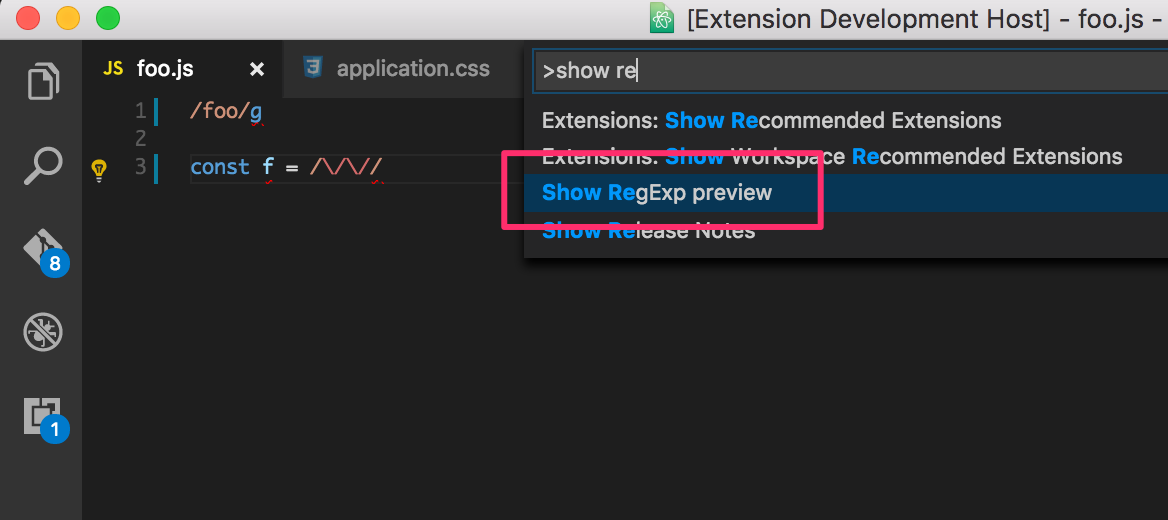 [Extension Development Host] - foo.js -
JS foo.js × application.css
>show re
Extensions: Show Recommended Extensions
Extensions: Show Workspace Recommended Extensions
Show RegExp preview
Show Release Notes
1 /foo/g
2
3 const f = /\/\/\//
8
1